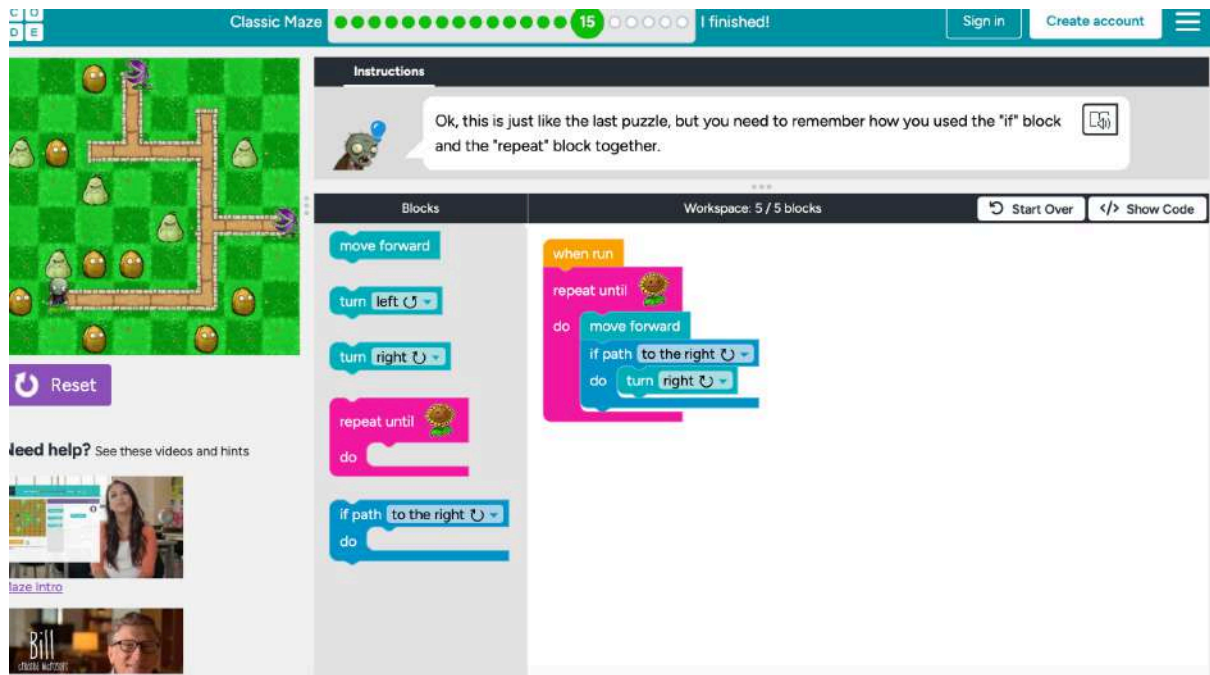 C O
D E
Classic Maze
15
I finished!
Sign in
Create account
Instructions
Ok, this is just like the last puzzle, but you need to remember how you used the "if" block
and the "repeat" block together.
Blocks
Workspace: 5 / 5 blocks
Start Over
</> Show Code
move forward
turn left
turn right
repeat until
do
if path to the right
do
when run
repeat until
do
move forward
if path to the right
do turn right
Reset
Need help? See these videos and hints
Maze Intro
Bill